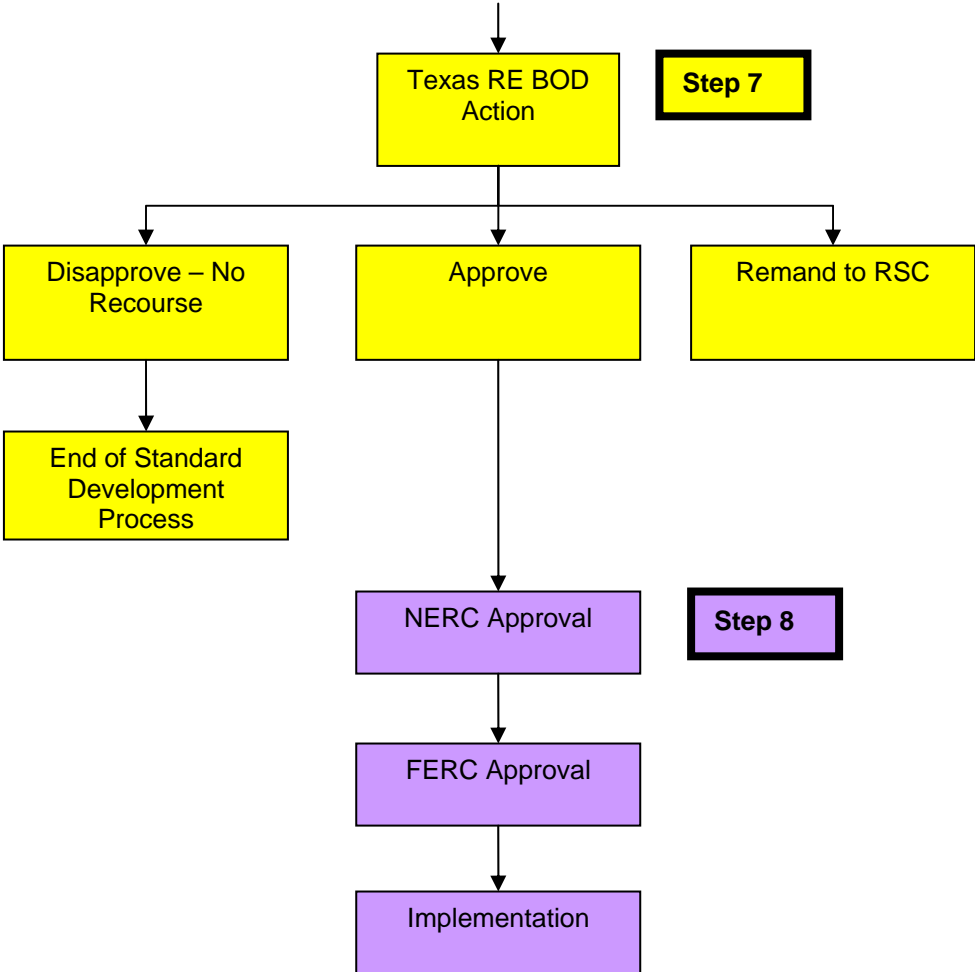 Texas RE BOD
Action
Step 7
Disapprove – No
Recourse
Approve
Remand to RSC
End of Standard
Development
Process
NERC Approval
Step 8
FERC Approval
Implementation